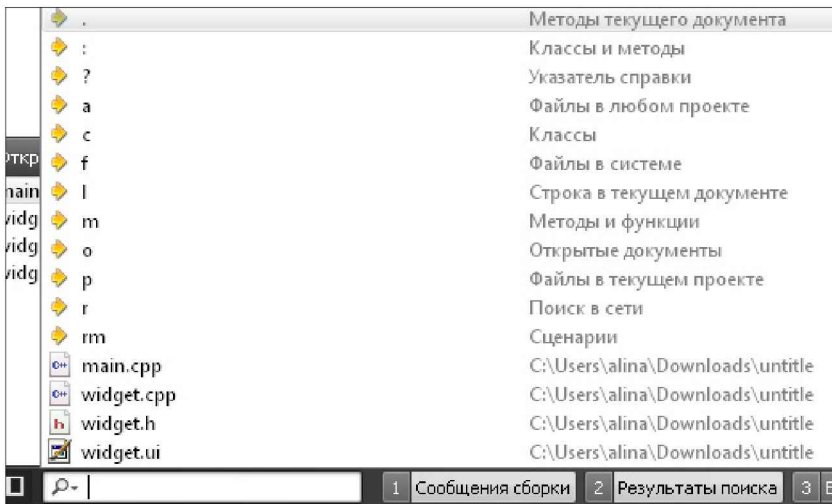 . Методы текущего документа
: Классы и методы
? Указатель справки
a Файлы в любом проекте
c Классы
f Файлы в системе
l Строка в текущем документе
m Методы и функции
o Открытые документы
p Файлы в текущем проекте
r Поиск в сети
rm Сценарии
main.cpp C:\Users\alina\Downloads\untitle
widget.cpp C:\Users\alina\Downloads\untitle
widget.h C:\Users\alina\Downloads\untitle
widget.ui C:\Users\alina\Downloads\untitle
1 Сообщения сборки 2 Результаты поиска 3